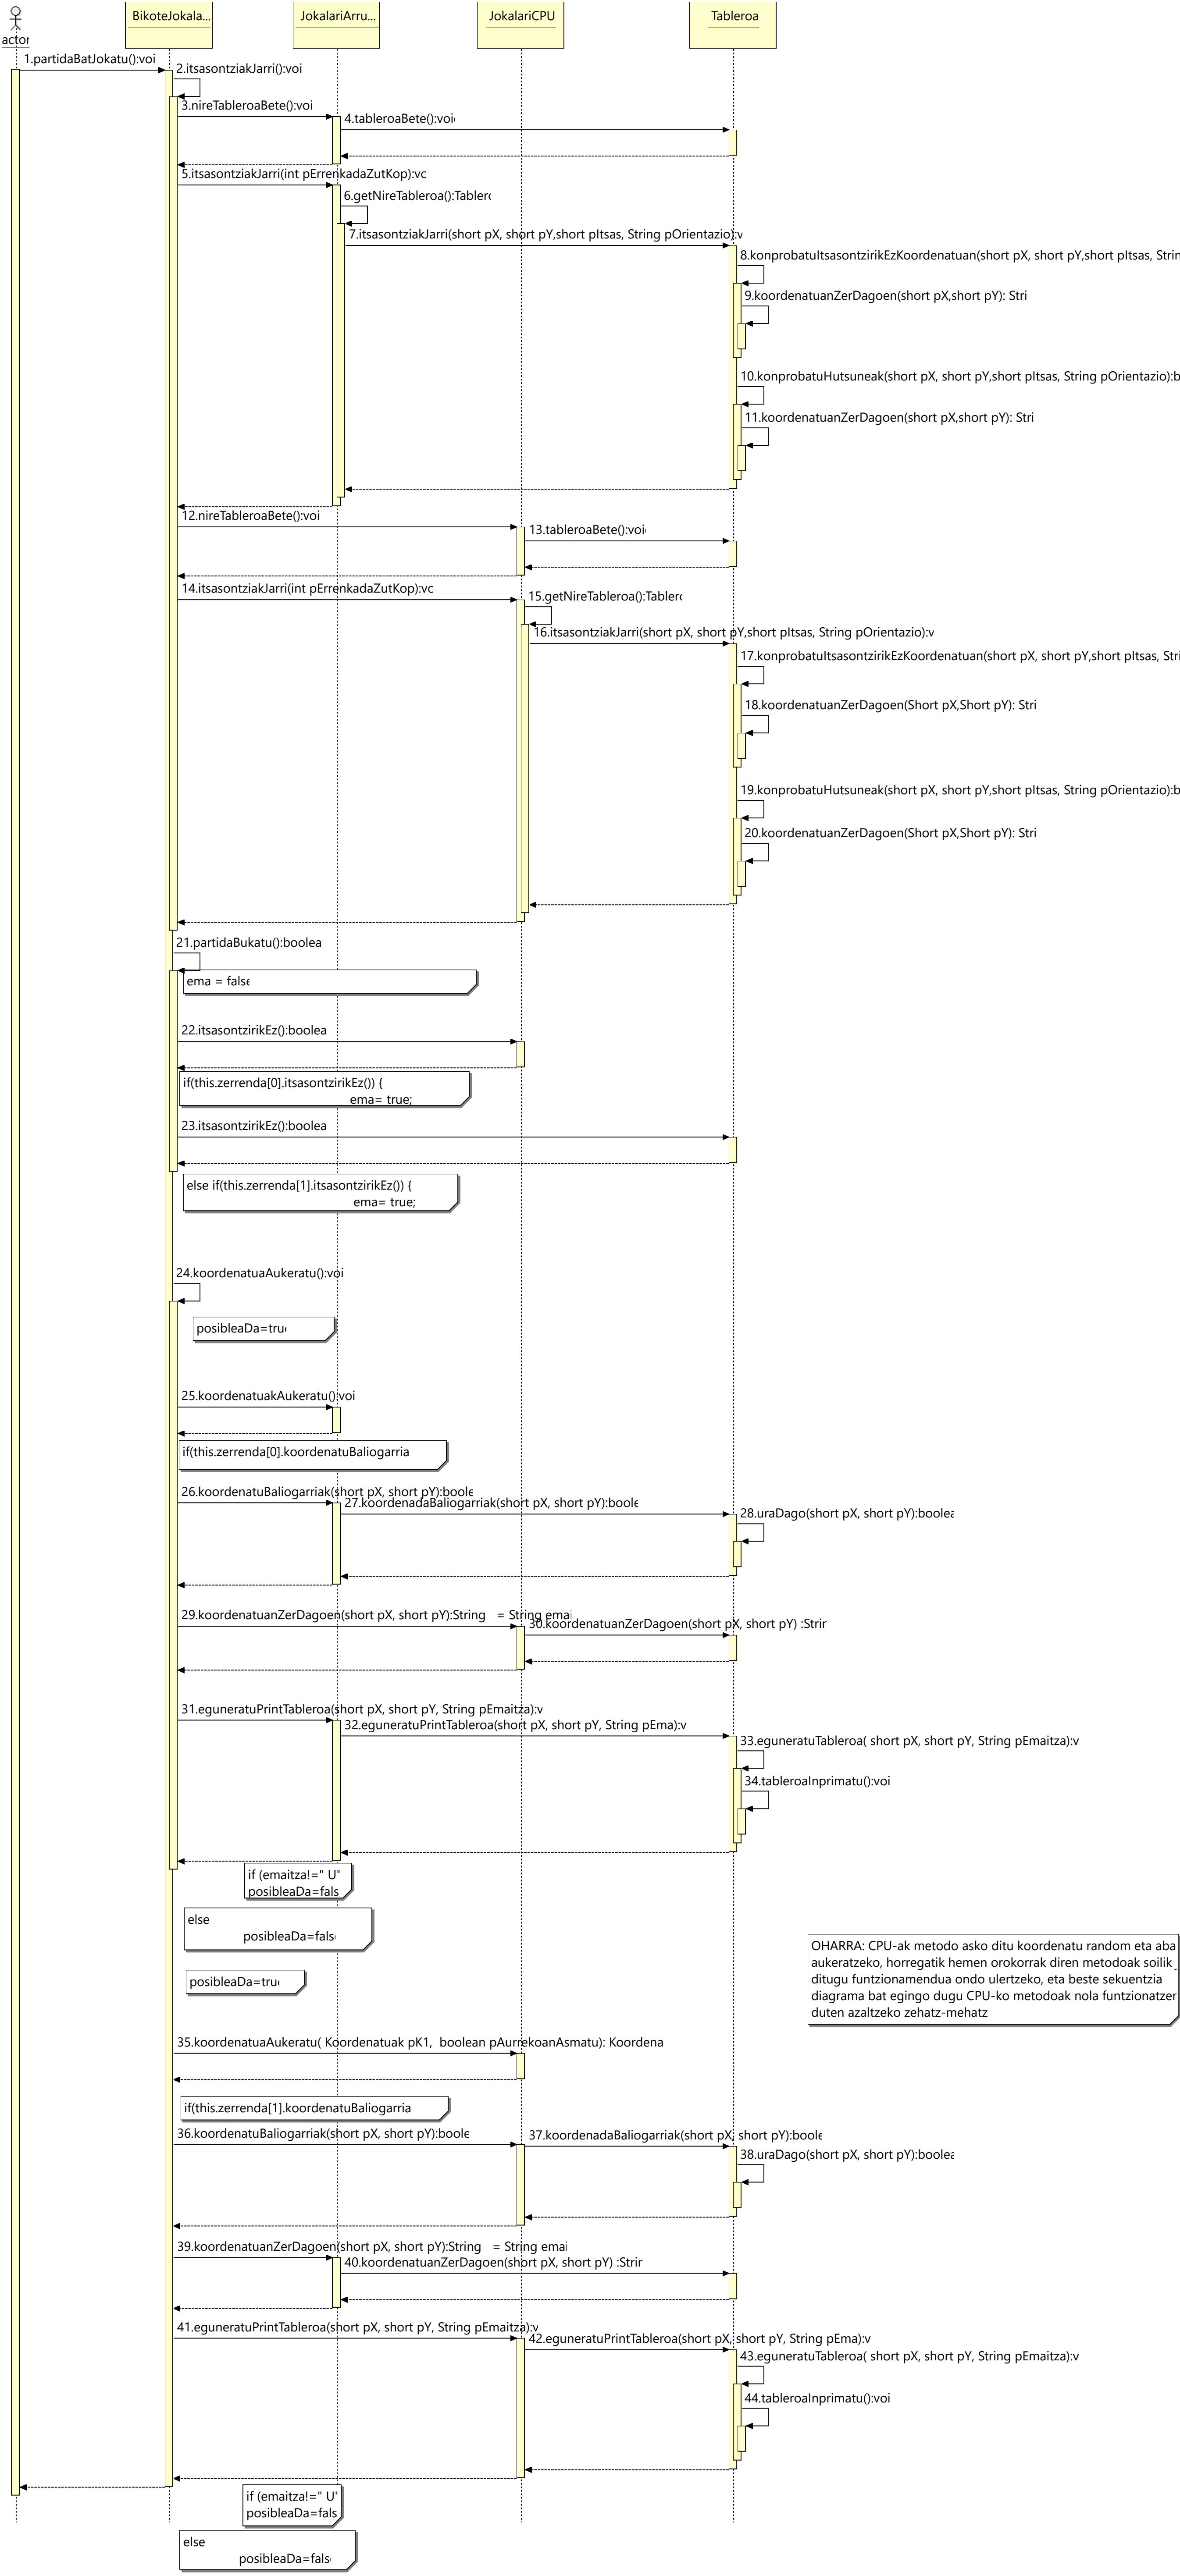 actor
BikoteJokala...
JokalariArru...
JokalariCPU
Tableroa
1.partidaBatJokatu():voi
2.itsasontziakJarri():voi
3.nireTableroaBete():voi
4.tableroaBete():voi
5.itsasontziakJarri(int pErrenkadaZutKop):vo
6.getNireTableroa():Tablero
7.itsasontziakJarri(short pX, short pY,short pItsas, String pOrientazio):v
8.konprobatuItsasontzirikEzKoordenatuan(short pX, short pY,short pItsas, Strin
9.koordenatuanZerDagoen(short pX,short pY): Stri
10.konprobatuHutsuneak(short pX, short pY,short pItsas, String pOrientazio):b
11.koordenatuanZerDagoen(short pX,short pY): Stri
12.nireTableroaBete():voi
13.tableroaBete():voi
14.itsasontziakJarri(int pErrenkadaZutKop):vo
15.getNireTableroa():Tablero
16.itsasontziakJarri(short pX, short pY,short pItsas, String pOrientazio):v
17.konprobatuItsasontzirikEzKoordenatuan(short pX, short pY,short pItsas, Stri
18.koordenatuanZerDagoen(Short pX,Short pY): Stri
19.konprobatuHutsuneak(short pX, short pY,short pItsas, String pOrientazio):b
20.koordenatuanZerDagoen(Short pX,Short pY): Stri
21.partidaBukatu():boolea
ema = false
22.itsasontzirikEz():boolea
if(this.zerrenda[0].itsasontzirikEz()) {
ema= true;
23.itsasontzirikEz():boolea
else if(this.zerrenda[1].itsasontzirikEz()) {
ema= true;
24.koordenatuaAukeratu():voi
posibleaDa=true
25.koordenatuakAukeratu():voi
if(this.zerrenda[0].koordenatuBaliogarria
26.koordenatuBaliogarriak(short pX, short pY):boole
27.koordenadaBaliogarriak(short pX, short pY):boole
28.uraDago(short pX, short pY):boolea
29.koordenatuanZerDagoen(short pX, short pY):String = String emai
30.koordenatuanZerDagoen(short pX, short pY) :Strin
31.eguneratuPrintTableroa(short pX, short pY, String pEmaitza):v
32.eguneratuPrintTableroa(short pX, short pY, String pEma):v
33.eguneratuTableroa( short pX, short pY, String pEmaitza):v
34.tableroaInprimatu():voi
if (emaitza!=" U"
posibleaDa=fals
else
posibleaDa=fals
OHARRA: CPU-ak metodo asko ditu koordenatu random eta aba
aukeratzeko, horregatik hemen orokorrak diren metodoak soilik
ditugu funtzionamendua ondo ulertzeko, eta beste sekuentzia
diagrama bat egingo dugu CPU-ko metodoak nola funtzionatzer
duten azaltzeko zehatz-mehatz
posibleaDa=true
35.koordenatuaAukeratu( Koordenatuak pK1, boolean pAurrekoanAsmatu): Koordena
if(this.zerrenda[1].koordenatuBaliogarria
36.koordenatuBaliogarriak(short pX, short pY):boole
37.koordenadaBaliogarriak(short pX, short pY):boole
38.uraDago(short pX, short pY):boolea
39.koordenatuanZerDagoen(short pX, short pY):String = String emai
40.koordenatuanZerDagoen(short pX, short pY) :Strin
41.eguneratuPrintTableroa(short pX, short pY, String pEmaitza):v
42.eguneratuPrintTableroa(short pX, short pY, String pEma):v
43.eguneratuTableroa( short pX, short pY, String pEmaitza):v
44.tableroaInprimatu():voi
if (emaitza!=" U"
posibleaDa=fals
else
posibleaDa=fals